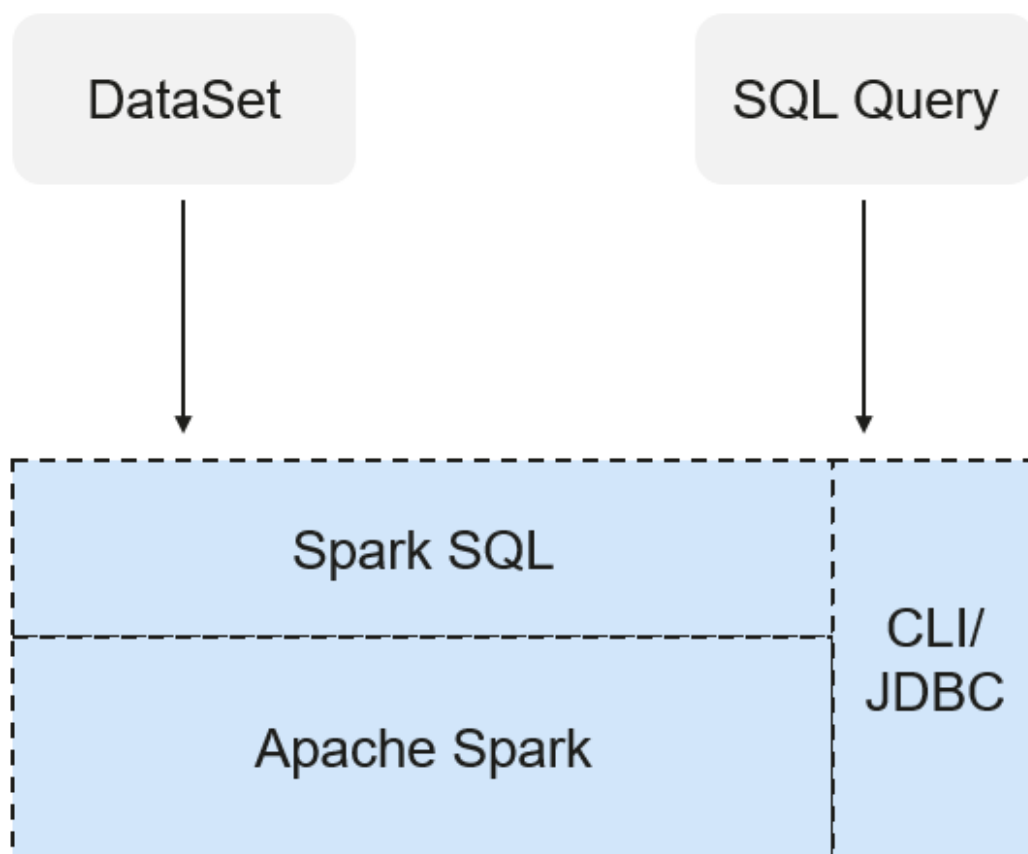 DataSet
SQL Query
Spark SQL
CLI/
JDBC
Apache Spark